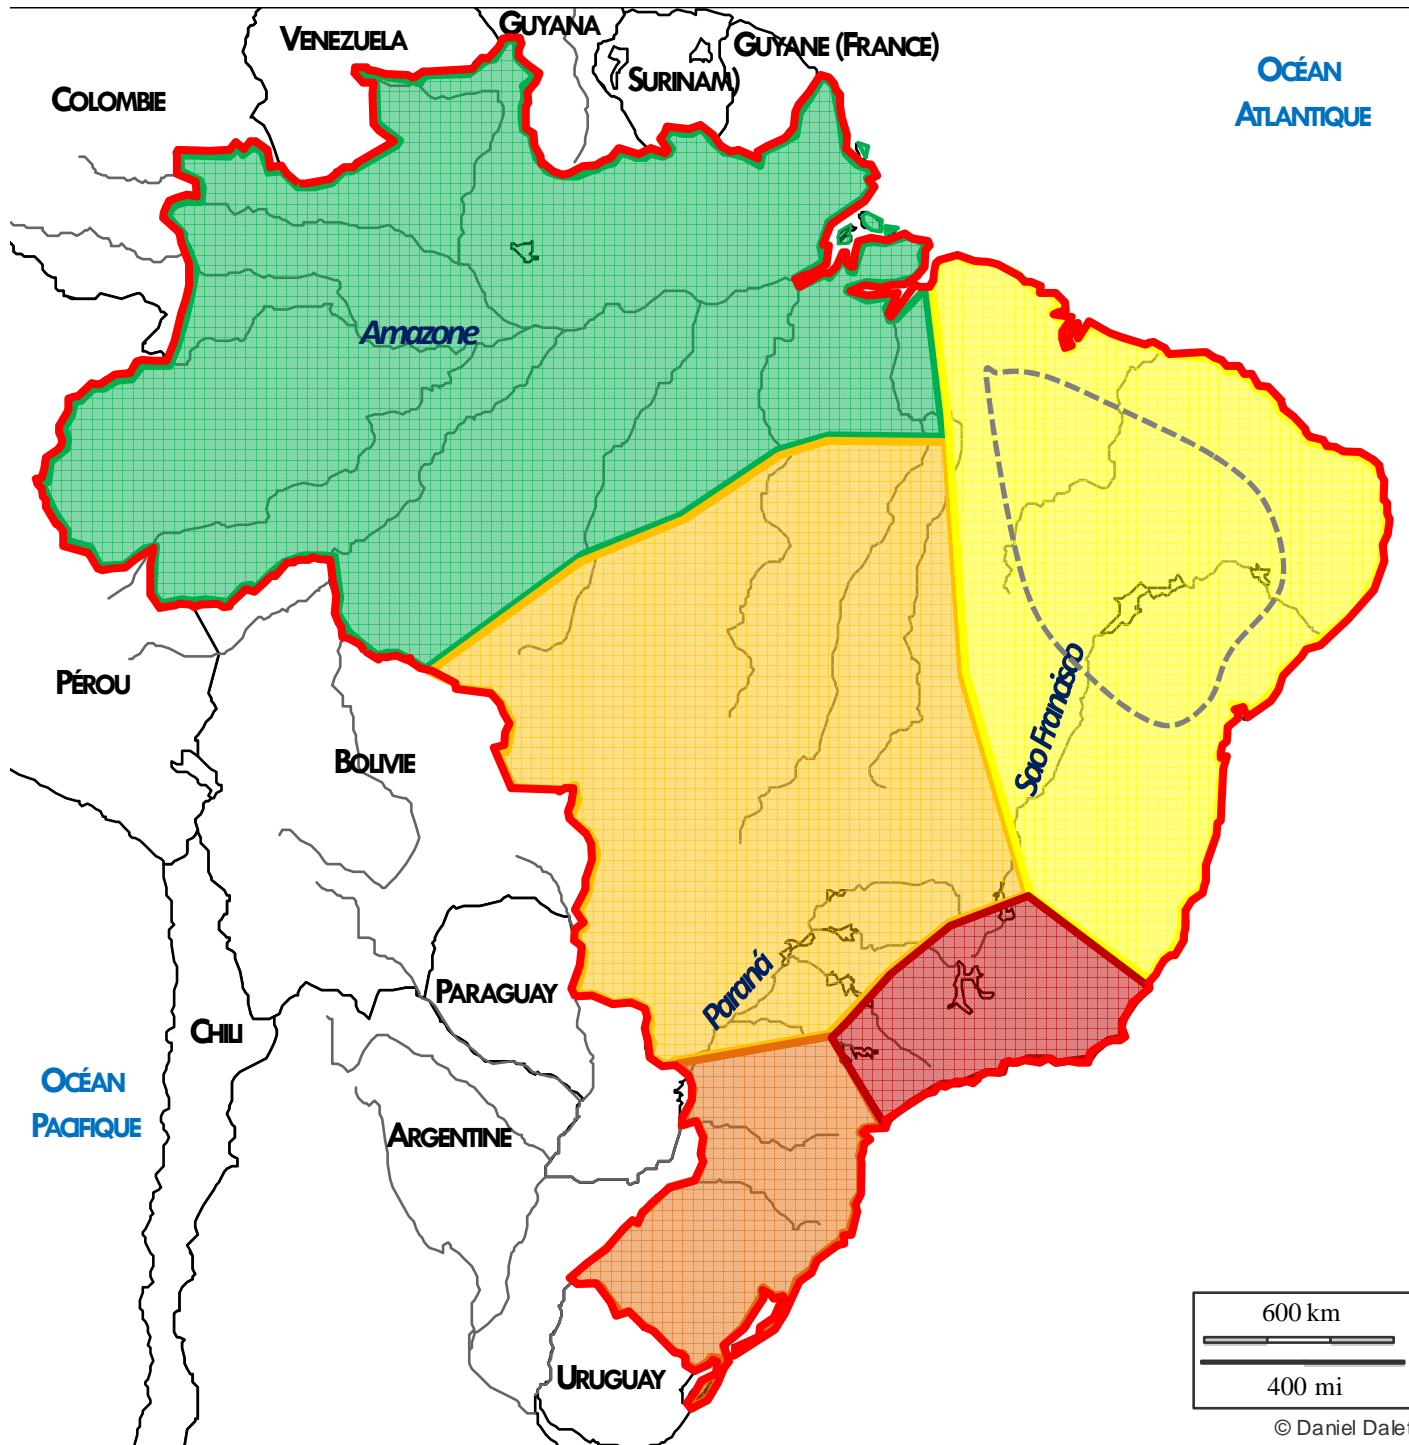 GUYANA
VENEZUELA
GUYANE (FRANCE)
SURINAM)
COLOMBIE
OCÉAN
ATLANTIQUE
Amazone
PÉROU
Sao Francisco
BOLIVIE
Paraná
PARAGUAY
CHILI
OCÉAN
PACIFIQUE
ARGENTINE
URUGUAY
600 km
400 mi
© Daniel Dalet